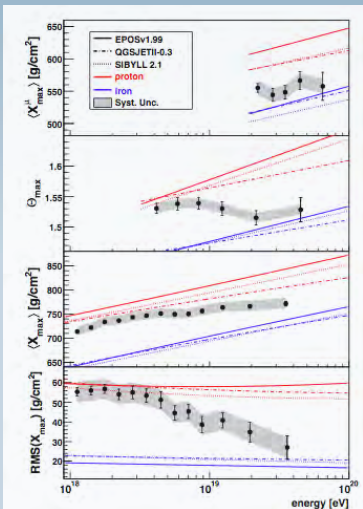 ⟨X^μ_max⟩ [g/cm²]
650
600
550
500
EPOSv1.99
QGSJETII-0.3
SIBYLL 2.1
proton
iron
Syst. Unc.
Θ_max
1.6
1.55
1.5
⟨X_max⟩ [g/cm²]
850
800
750
700
650
RMS(X_max) [g/cm²]
70
60
50
40
30
20
10^18
10^19
10^20
energy [eV]